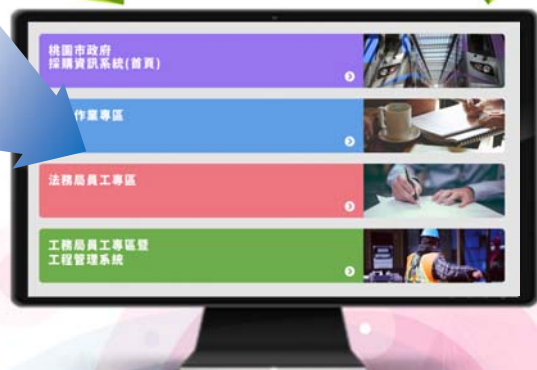 桃園市政府
採購資訊系統(首頁)
作業專區
法務局員工專區
工務局員工專區暨
工程管理系統